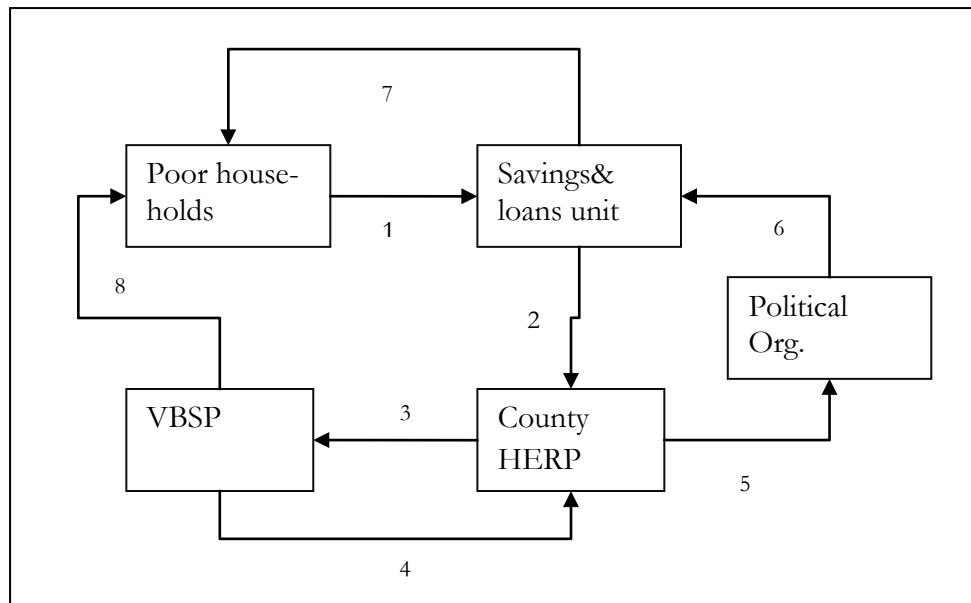 7
Poor house-
holds
Savings&
loans unit
1
6
8
2
Political
Org.
VBSP
3
County
HERP
5
4